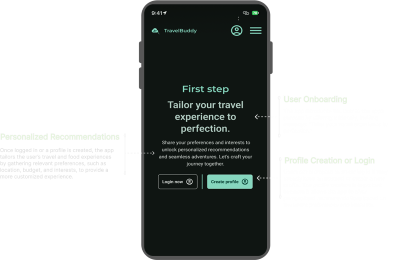 9:41
TravelBuddy
First step
Tailor your travel
experience to
perfection.
Share your preferences and interests to
unlock personalized recommendations
and seamless adventures. Let's craft your
journey together.
Login now
Create profile
User Onboarding
Profile Creation or Login
Personalized Recommendations
Once logged in or a profile is created, the app
tailors the user's travel and food experiences
by gathering relevant preferences, such as
location, budget, and interests, to provide a
more customized experience.